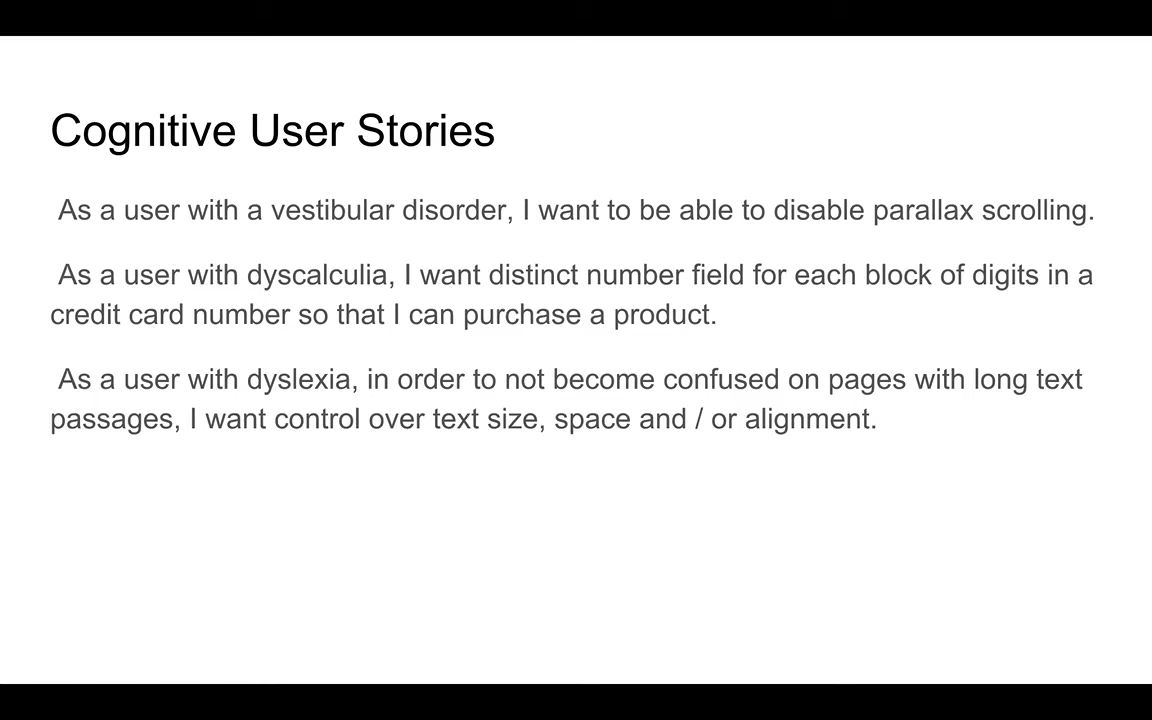 Cognitive User Stories
As a user with a vestibular disorder, I want to be able to disable parallax scrolling.
As a user with dyscalculia, I want distinct number field for each block of digits in a
credit card number so that I can purchase a product.
As a user with dyslexia, in order to not become confused on pages with long text
passages, I want control over text size, space and / or alignment.